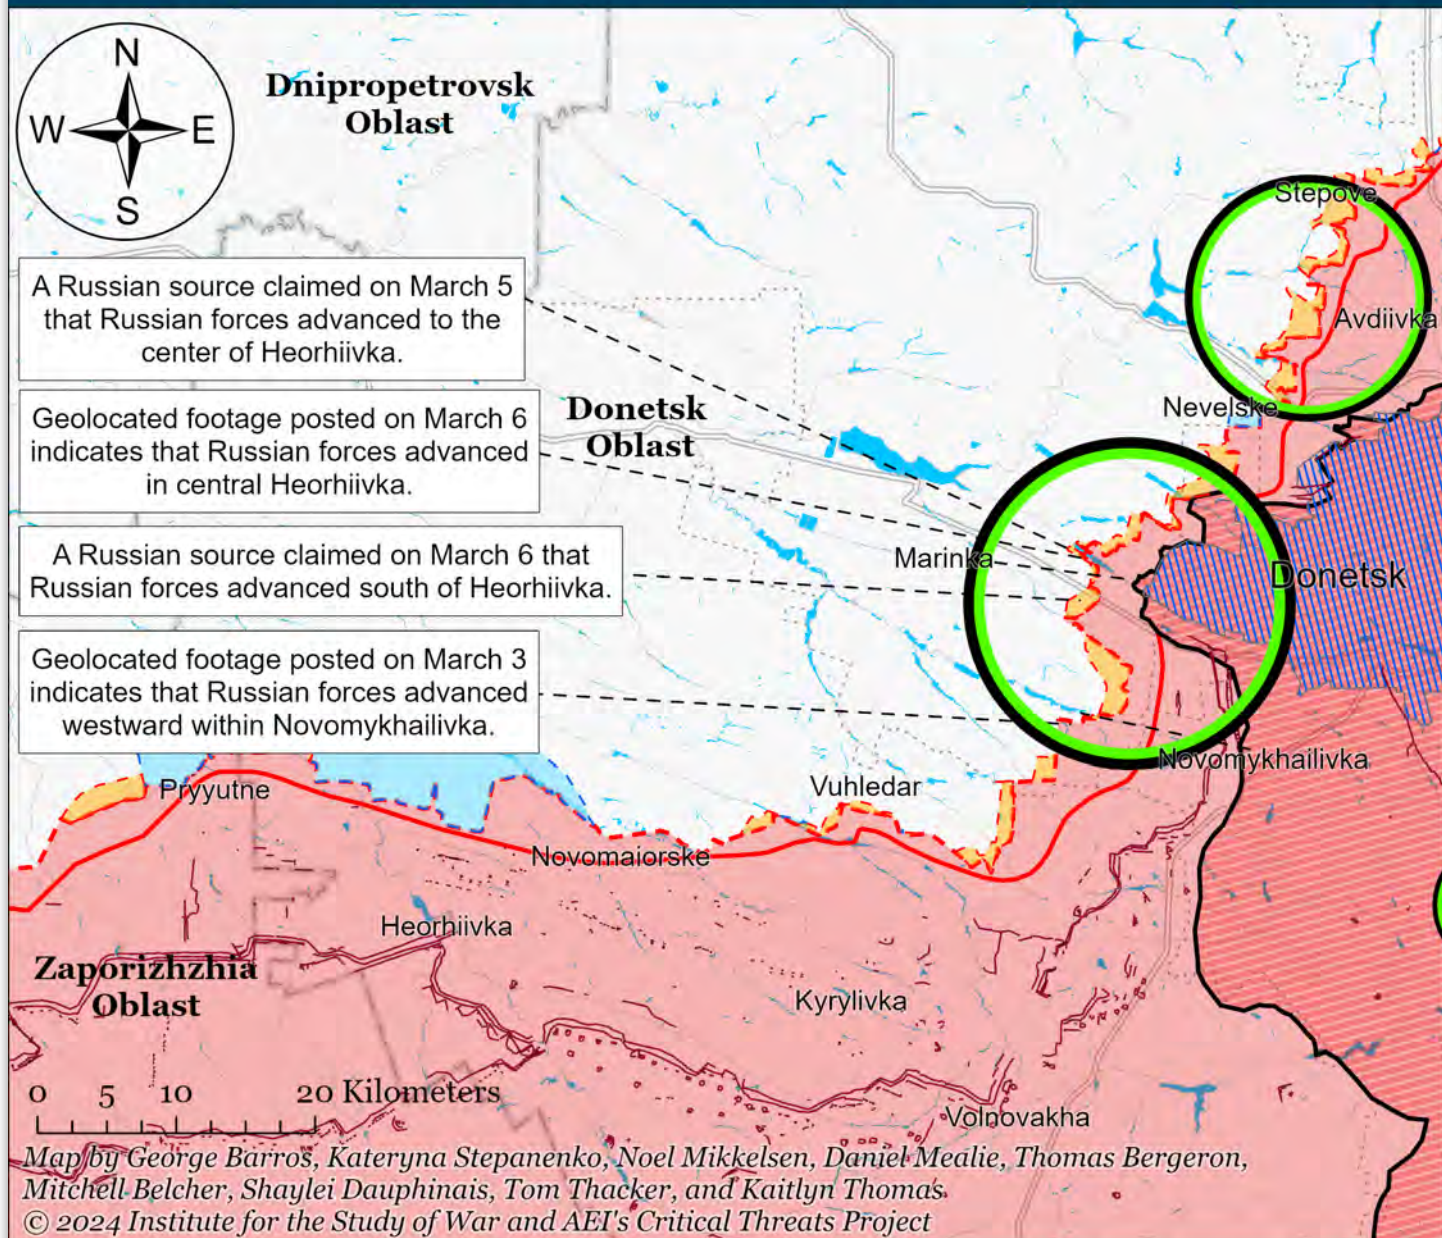 N
W E
S
Dnipropetrovsk
Oblast
Stepove
A Russian source claimed on March 5
that Russian forces advanced to the
center of Heorhiivka.
Avdiivka
Geolocated footage posted on March 6
indicates that Russian forces advanced
in central Heorhiivka.
Donetsk
Oblast
Nevelske
A Russian source claimed on March 6 that
Russian forces advanced south of Heorhiivka.
Marinka
Donetsk
Geolocated footage posted on March 3
indicates that Russian forces advanced
westward within Novomykhailivka.
Novomykhailivka
Pryyutne
Vuhledar
Novomaiorske
Heorhiivka
Zaporizhzhia
Oblast
Kyrylivka
0 5 10 20 Kilometers
Volnovakha
Map by George Barros, Kateryna Stepanenko, Noel Mikkelsen, Daniel Mealie, Thomas Bergeron,
Mitchell Belcher, Shaylei Dauphinais, Tom Thacker, and Kaitlyn Thomas
© 2024 Institute for the Study of War and AEI's Critical Threats Project